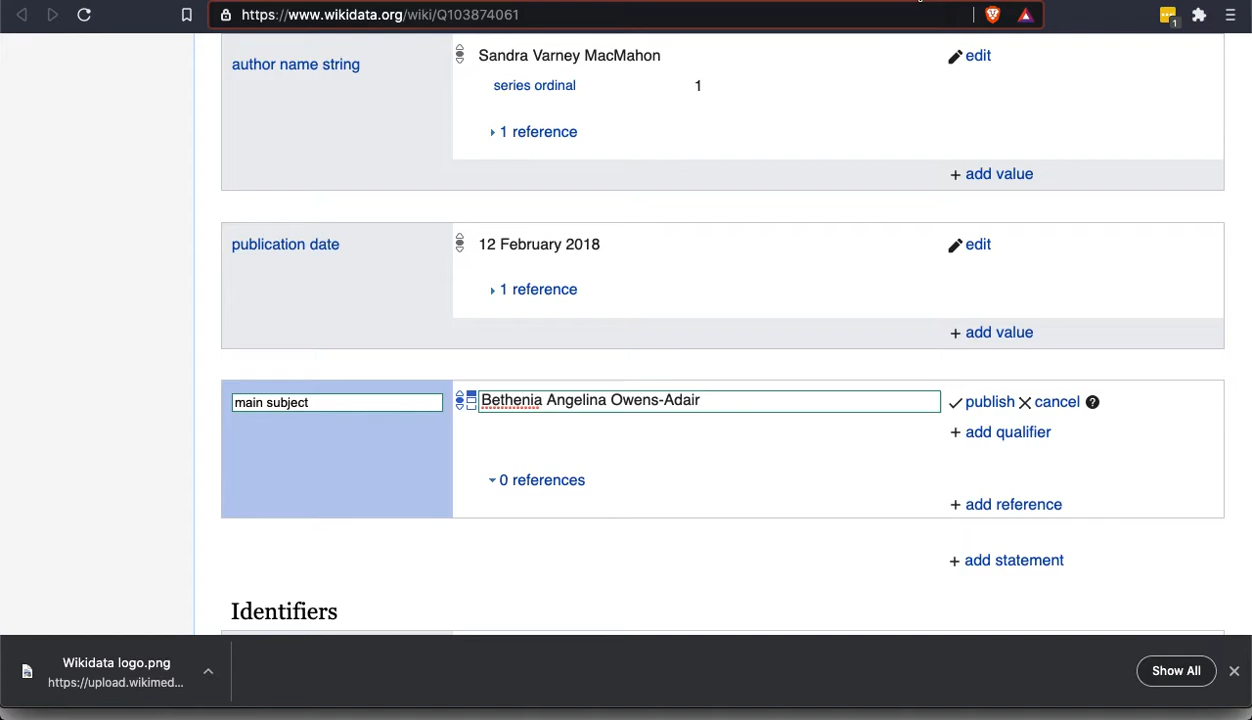 https://www.wikidata.org/wiki/Q103874061
1
author name string
Sandra Varney MacMahon
edit
series ordinal
1
1 reference
+ add value
publication date
12 February 2018
edit
1 reference
+ add value
main subject
Bethenia Angelina Owens-Adair
publish
cancel
?
+ add qualifier
0 references
+ add reference
+ add statement
Identifiers
Wikidata logo.png
https://upload.wikimed...
Show All